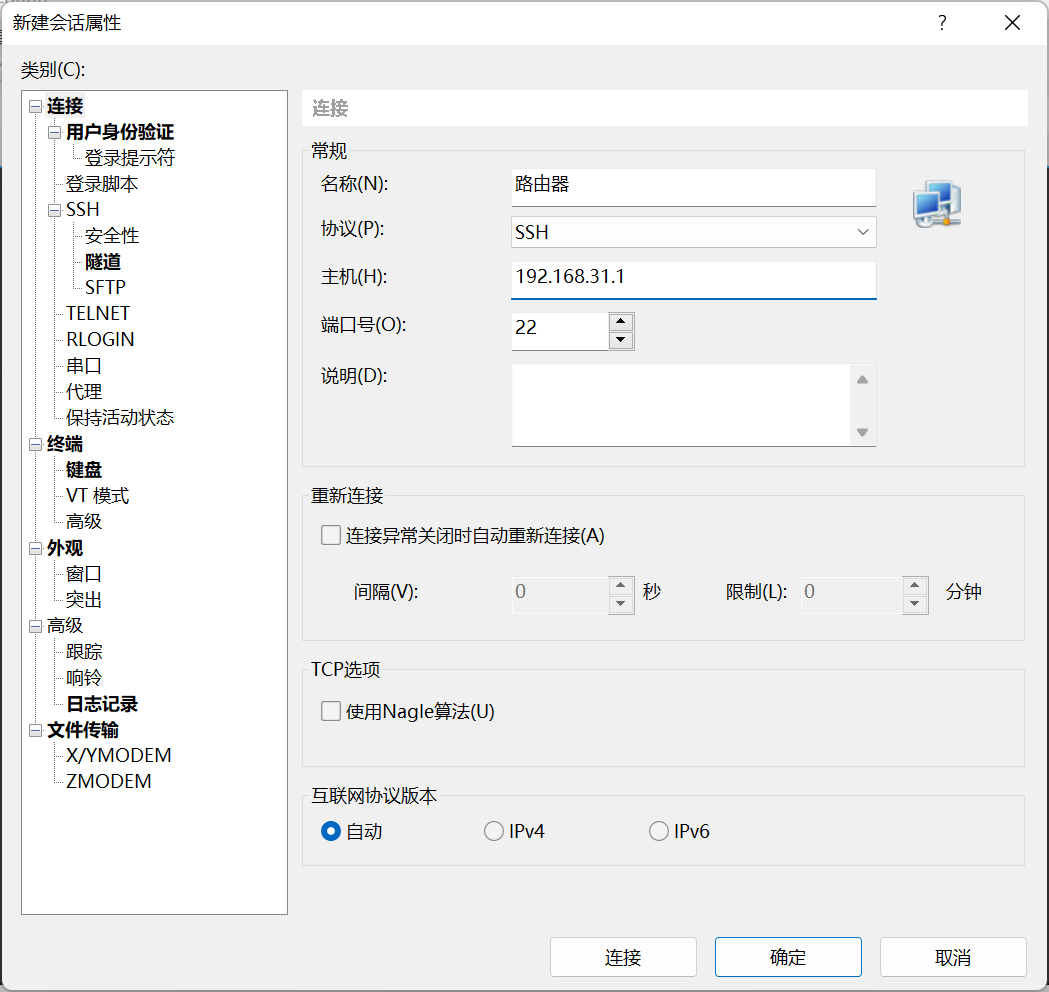 新建会话属性
类别(C):
连接
用户身份验证
登录提示符
登录脚本
SSH
安全性
隧道
SFTP
TELNET
RLOGIN
串口
代理
保持活动状态
终端
键盘
VT 模式
高级
外观
窗口
突出
高级
跟踪
响铃
日志记录
文件传输
X/YMODEM
ZMODEM
连接
常规
名称(N): 路由器
协议(P): SSH
主机(H): 192.168.31.1
端口号(O): 22
说明(D):
重新连接
连接异常关闭时自动重新连接(A)
间隔(V): 0 秒 限制(L): 0 分钟
TCP选项
使用Nagle算法(U)
互联网协议版本
自动 IPv4 IPv6
连接 确定 取消